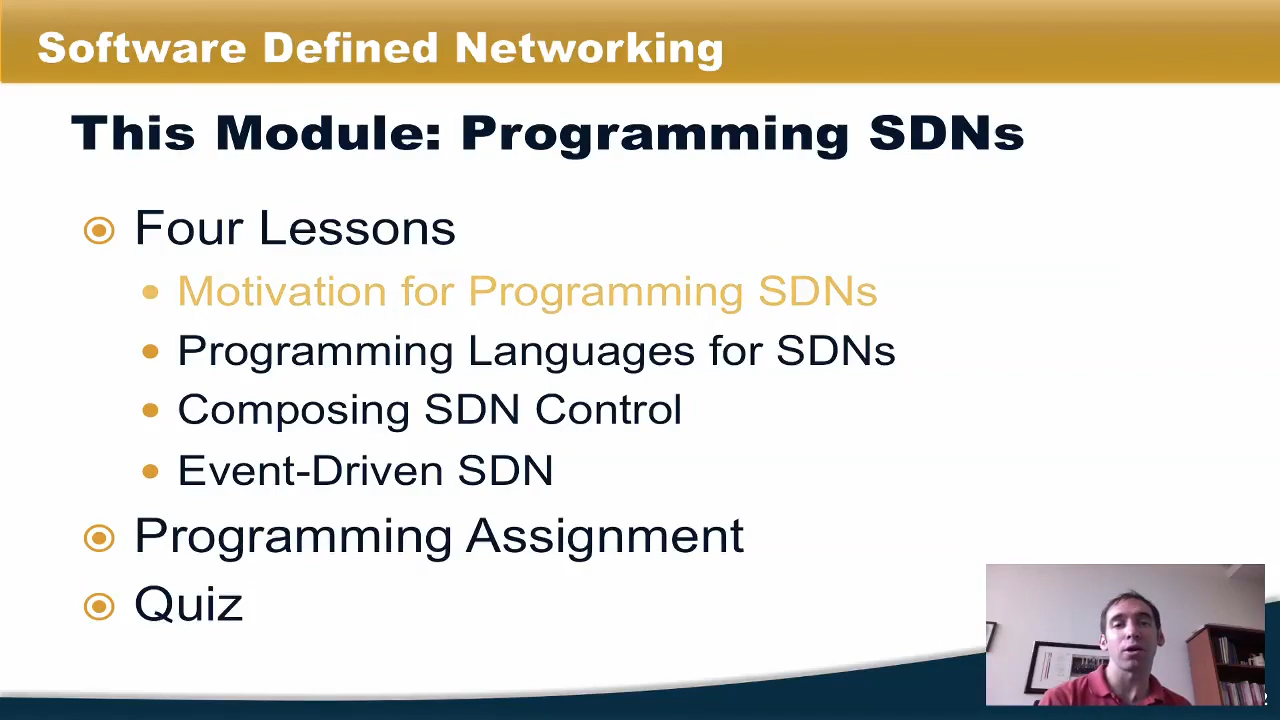 Software Defined Networking
This Module: Programming SDNs
Four Lessons
Motivation for Programming SDNs
Programming Languages for SDNs
Composing SDN Control
Event-Driven SDN
Programming Assignment
Quiz
2